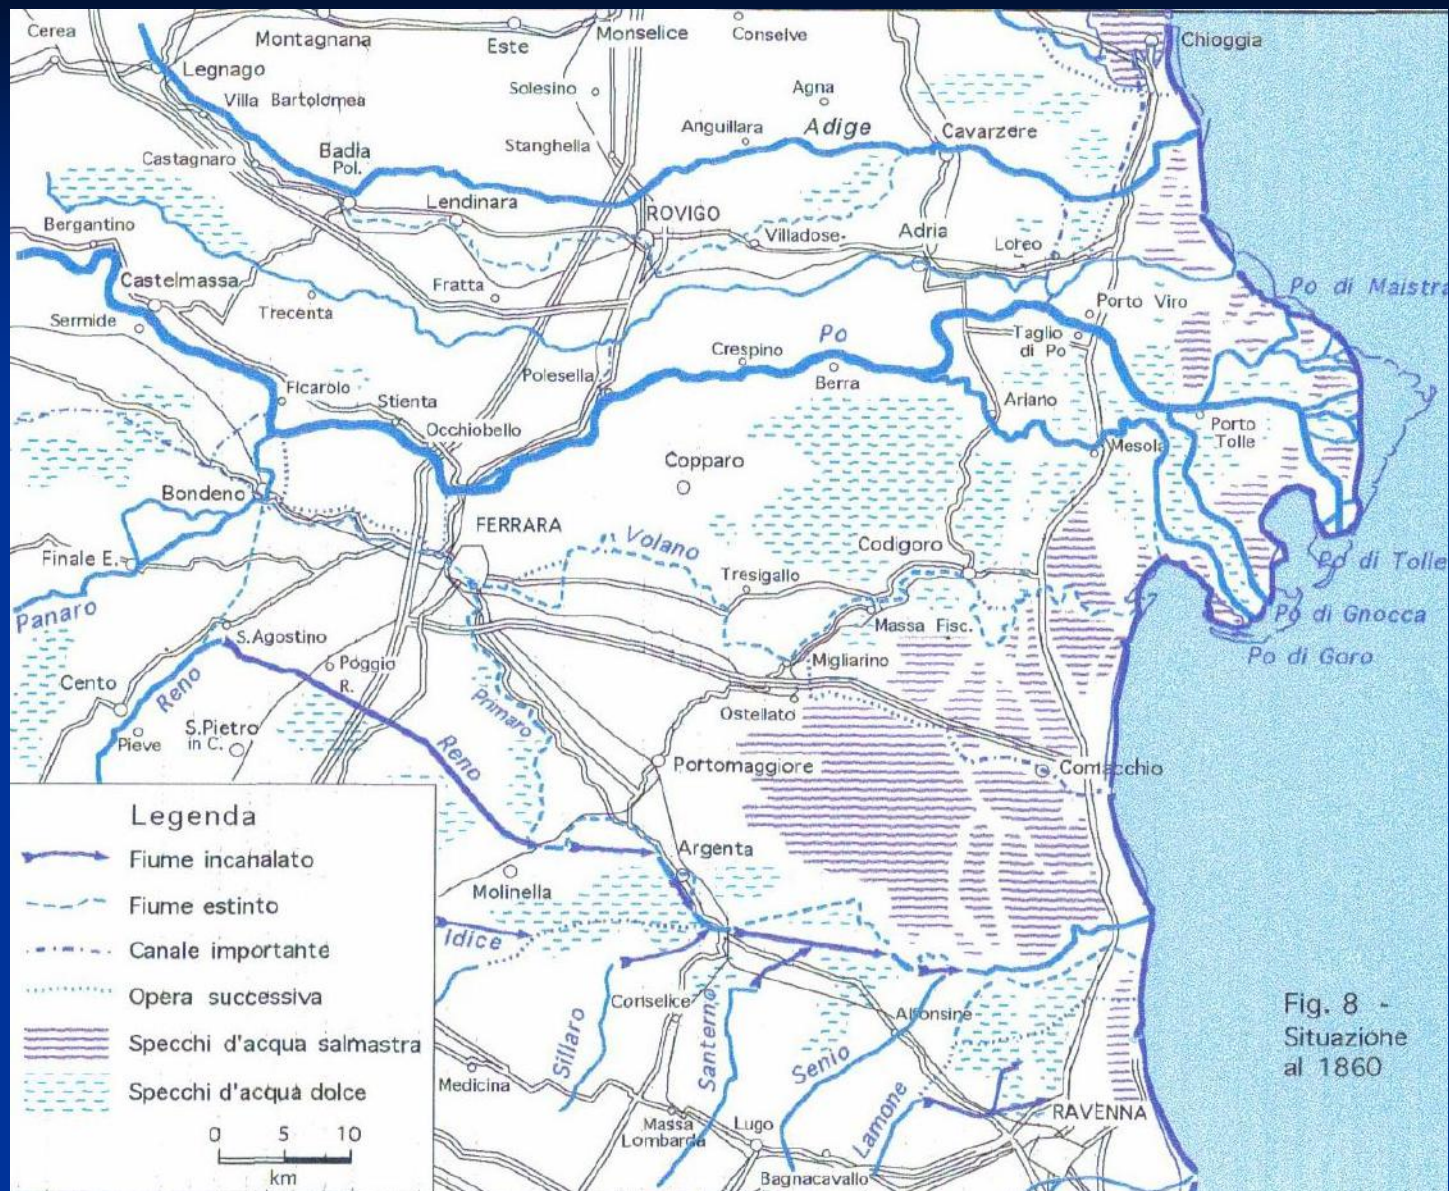 Cerea
Montagnana
Este
Monselice
Conselve
Chioggia
Legnago
Villa Bartolomea
Solesino
Agna
Castagnaro
Badia
Pol.
Stanghella
Anguillara
Adige
Cavarzere
Bergantino
Lendinara
ROVIGO
Villadose
Adria
Loreo
Castelmassa
Fratta
Trecenta
Sermide
Po di Maistra
Porto Viro
Taglio
di Po
Po
Crespino
Berra
Polesella
Ficarolo
Stienta
Occhiobello
Ariano
Mesola
Porto
Tolle
Copparo
Bondeno
FERRARA
Volano
Codigoro
Finale E.
Tresigallo
Po di Tolle
Panaro
Massa Fisc.
Po di Gnocca
Po di Goro
S.Agostino
Poggio
R.
Migliarino
Cento
Reno
Primaro
Ostellato
Pieve
S.Pietro
in C.
Reno
Portomaggiore
Comacchio
Argenta
Molinella
Idice
Conselice
Sillaro
Santerno
Alfonsine
Senio
Lamone
Medicina
Massa
Lombarda
Lugo
Bagnacavallo
RAVENNA
Legenda
Fiume incanalato
Fiume estinto
Canale importante
Opera successiva
Specchi d'acqua salmastra
Specchi d'acqua dolce
0 5 10
km
Fig. 8 -
Situazione
al 1860